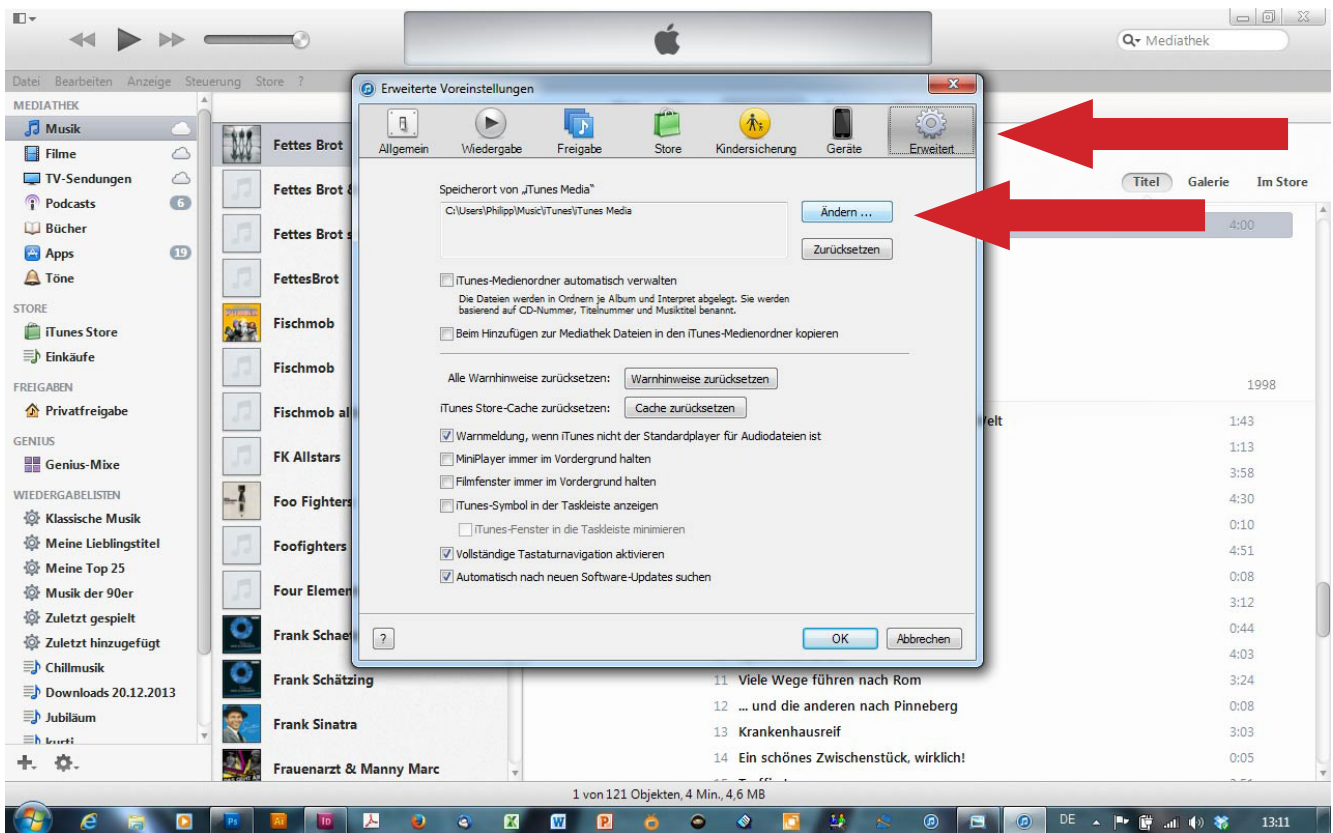 Mediathek
Datei Bearbeiten Anzeige Steuerung Store ?
MEDIATHEK
Musik
Filme
TV-Sendungen
Podcasts 6
Bücher
Apps 19
Töne
STORE
iTunes Store
Einkäufe
FREIGABEN
Privatfreigabe
GENIUS
Genius-Mixe
WIEDERGABELISTEN
Klassische Musik
Meine Lieblingstitel
Meine Top 25
Musik der 90er
Zuletzt gespielt
Zuletzt hinzugefügt
Chillmusik
Downloads 20.12.2013
Jubiläum
kurti
Fettes Brot
Fettes Brot &
Fettes Brot s
FettesBrot
Fischmob
Fischmob
Fischmob al
FK Allstars
Foo Fighters
Foofighters
Four Elemen
Frank Schae
Frank Schätzing
Frank Sinatra
Frauenarzt & Manny Marc
Erweiterte Voreinstellungen
Allgemein Wiedergabe Freigabe Store Kindersicherung Geräte Erweitert
Speicherort von „iTunes Media"
C:\Users\Philipp\Music\iTunes\iTunes Media
Ändern ...
Zurücksetzen
iTunes-Medienordner automatisch verwalten
Die Dateien werden in Ordnern je Album und Interpret abgelegt. Sie werden
basierend auf CD-Nummer, Titelnummer und Musiktitel benannt.
Beim Hinzufügen zur Mediathek Dateien in den iTunes-Medienordner kopieren
Alle Warnhinweise zurücksetzen: Warnhinweise zurücksetzen
iTunes Store-Cache zurücksetzen: Cache zurücksetzen
Warnmeldung, wenn iTunes nicht der Standardplayer für Audiodateien ist
MiniPlayer immer im Vordergrund halten
Filmfenster immer im Vordergrund halten
iTunes-Symbol in der Taskleiste anzeigen
iTunes-Fenster in die Taskleiste minimieren
Vollständige Tastaturnavigation aktivieren
Automatisch nach neuen Software-Updates suchen
? OK Abbrechen
Titel Galerie Im Store
4:00
1998
elt 1:43
1:13
3:58
4:30
0:10
4:51
0:08
3:12
0:44
4:03
11 Viele Wege führen nach Rom 3:24
12 ... und die anderen nach Pinneberg 0:08
13 Krankenhausreif 3:03
14 Ein schönes Zwischenstück, wirklich! 0:05
1 von 121 Objekten, 4 Min., 4,6 MB
Ps Ai ID W P DE 13:11